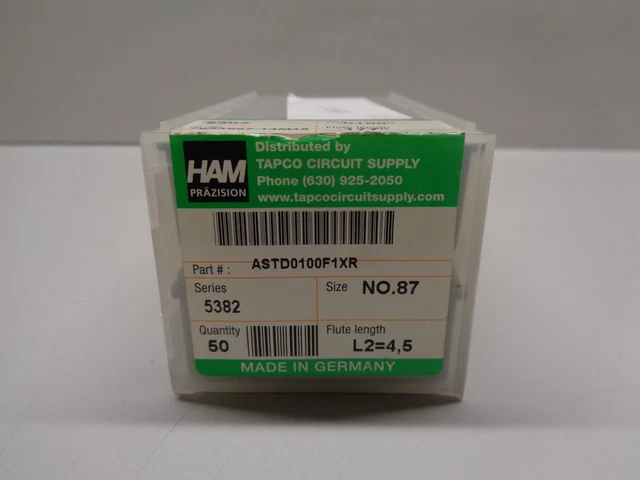 HAM
PRÄZISION
Distributed by
TAPCO CIRCUIT SUPPLY
Phone (630) 925-2050
www.tapcocircuitsupply.com
Part # : ASTD0100F1XR
Series
5382
Size NO.87
Quantity
50
Flute length
L2=4,5
MADE IN GERMANY